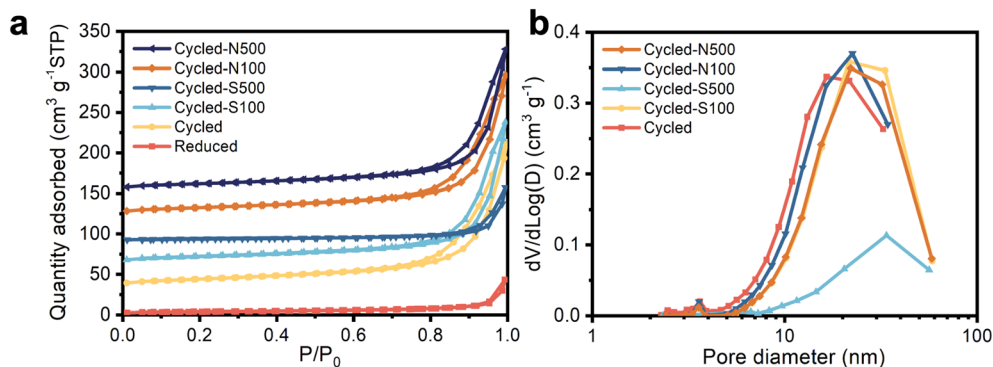 a
Quantity adsorbed (cm³ g⁻¹STP)
350
300
250
200
150
100
50
0
Cycled-N500
Cycled-N100
Cycled-S500
Cycled-S100
Cycled
Reduced
0.0 0.2 0.4 0.6 0.8 1.0
P/P₀
b
dV/dLog(D) (cm³ g⁻¹)
0.4
0.3
0.2
0.1
0.0
Cycled-N500
Cycled-N100
Cycled-S500
Cycled-S100
Cycled
1 10 100
Pore diameter (nm)